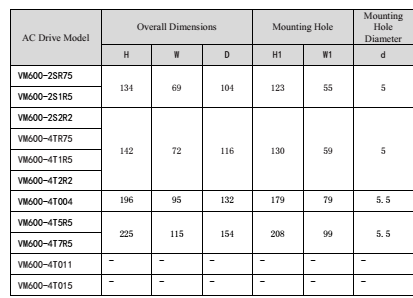 AC Drive Model Overall Dimensions Mounting Hole Mounting Hole Diameter
H W D H1 W1 d
VM600-2SR75
VM600-2S1R5
134 69 104 123 55 5
VM600-2S2R2
VM600-4TR75
VM600-4T1R5
VM600-4T2R2
142 72 116 130 59 5
VM600-4T004 196 95 132 179 79 5.5
VM600-4T5R5
VM600-4T7R5
225 115 154 208 99 5.5
VM600-4T011 - - - - - -
VM600-4T015 - - - - - -